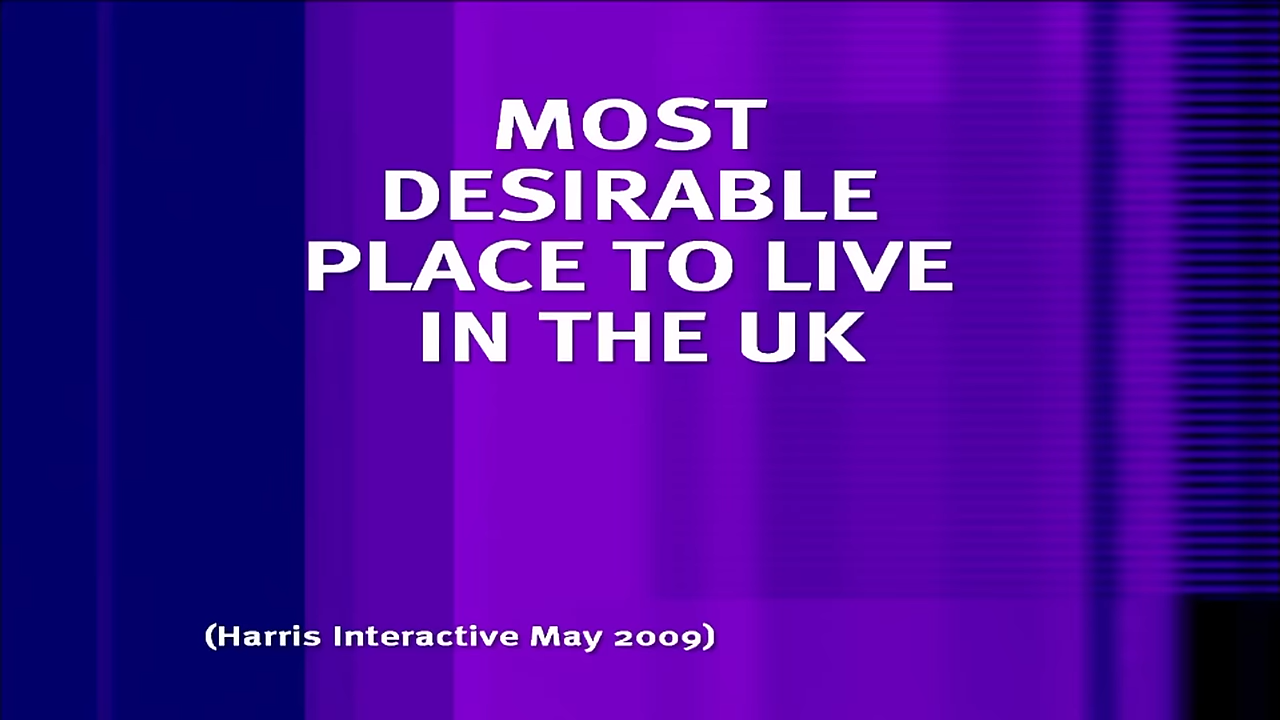 MOST
DESIRABLE
PLACE TO LIVE
IN THE UK
(Harris Interactive May 2009)